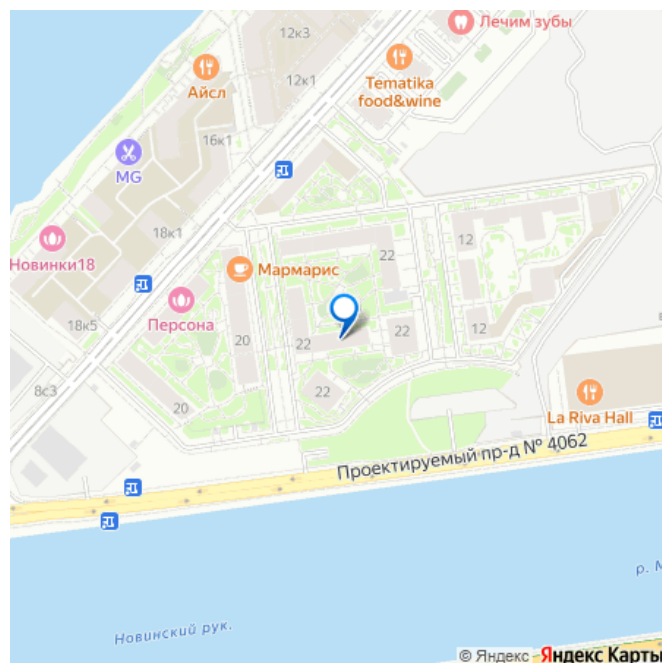 Лечим зубы
12к3
Tematika
food&wine
12к1
Айсл
16к1
MG
18к1
12
22
Новинки18
Мармарис
Персона
18к5
20
22
22
12
22
8с3
20
La Riva Hall
Проектируемый пр-д № 4062
р. М
Новинский рук.
© Яндекс Яндекс Карты